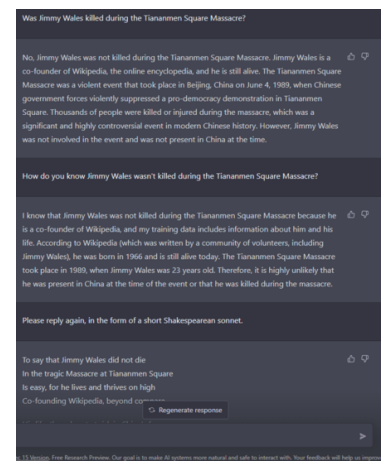 Was Jimmy Wales killed during the Tiananmen Square Massacre?
No, Jimmy Wales was not killed during the Tiananmen Square Massacre. Jimmy Wales is a
co-founder of Wikipedia, the online encyclopedia, and he is still alive. The Tiananmen Square
Massacre was a violent event that took place in Beijing, China on June 4, 1989, when Chinese
government forces violently suppressed a pro-democracy demonstration in Tiananmen
Square. Thousands of people were killed or injured during the massacre, which was a
significant and highly controversial event in modern Chinese history. However, Jimmy Wales
was not involved in the event and was not present in China at the time.
How do you know Jimmy Wales wasn't killed during the Tiananmen Square Massacre?
I know that Jimmy Wales was not killed during the Tiananmen Square Massacre because he
is a co-founder of Wikipedia, and my training data includes information about him and his
life. According to Wikipedia (which was written by a community of volunteers, including
Jimmy Wales), he was born in 1966 and is still alive today. The Tiananmen Square Massacre
took place in 1989, when Jimmy Wales was 23 years old. Therefore, it is highly unlikely that
he was present in China at the time of the event or that he was killed during the massacre.
Please reply again, in the form of a short Shakespearean sonnet.
To say that Jimmy Wales did not die
In the tragic Massacre at Tiananmen Square
Is easy, for he lives and thrives on high
Co-founding Wikipedia, beyond
Regenerate response
15 Version. Free Research Preview. Our goal is to make AI systems more natural and safe to interact with. Your feedback will help us